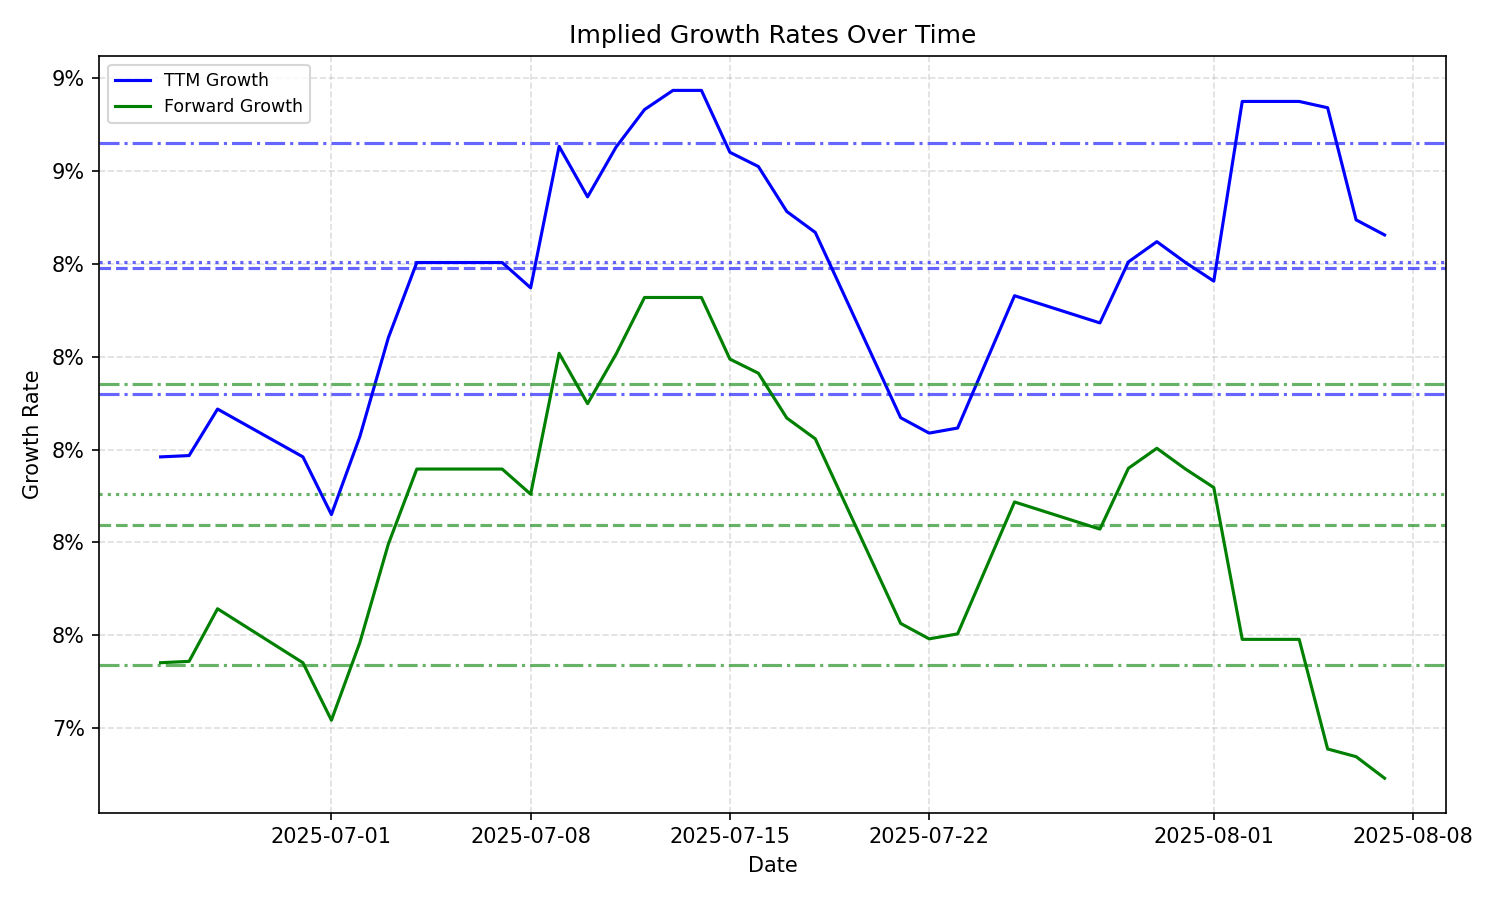 Implied Growth Rates Over Time
TTM Growth
Forward Growth
9%
9%
8%
8%
8%
8%
8%
7%
Growth Rate
2025-07-01
2025-07-08
2025-07-15
2025-07-22
2025-08-01
2025-08-08
Date